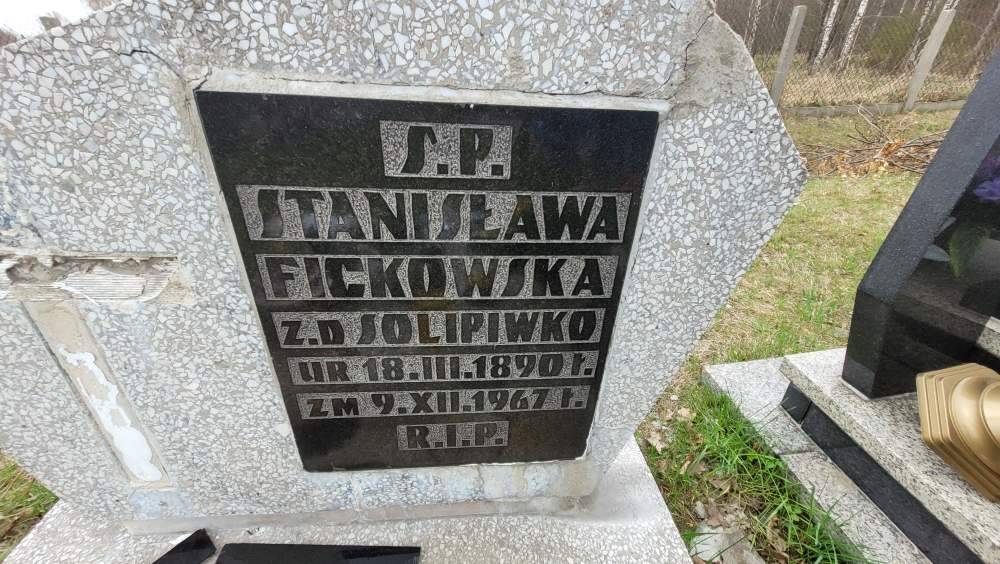 S.P.
STANISŁAWA
FICKOWSKA
Z.D SOLIPIWKO
UR 18.III.1890 r.
ZM 9.XII.1967 r.
R.I.P.